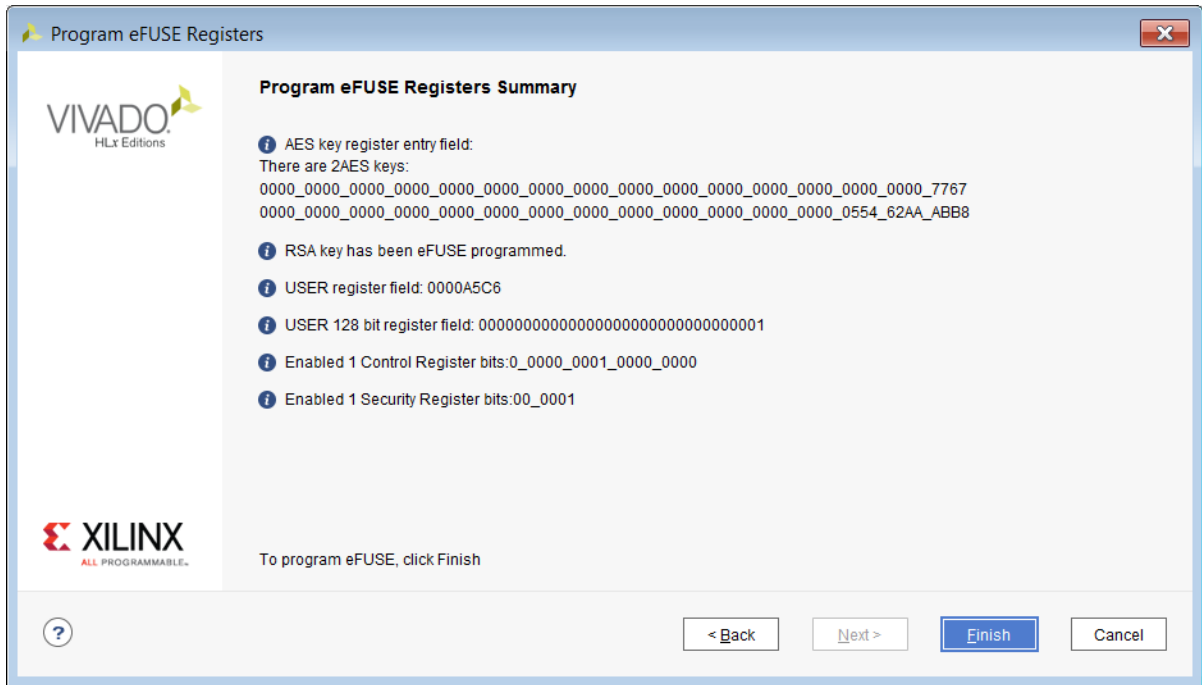 Program eFUSE Registers
VIVADO.
HLx Editions
Program eFUSE Registers Summary
AES key register entry field:
There are 2AES keys:
0000_0000_0000_0000_0000_0000_0000_0000_0000_0000_0000_0000_0000_0000_0000_7767
0000_0000_0000_0000_0000_0000_0000_0000_0000_0000_0000_0000_0000_0554_62AA_ABB8
RSA key has been eFUSE programmed.
USER register field: 0000A5C6
USER 128 bit register field: 00000000000000000000000000000001
Enabled 1 Control Register bits:0_0000_0001_0000_0000
Enabled 1 Security Register bits:00_0001
XILINX
ALL PROGRAMMABLE™
To program eFUSE, click Finish
?
< Back
Next >
Finish
Cancel